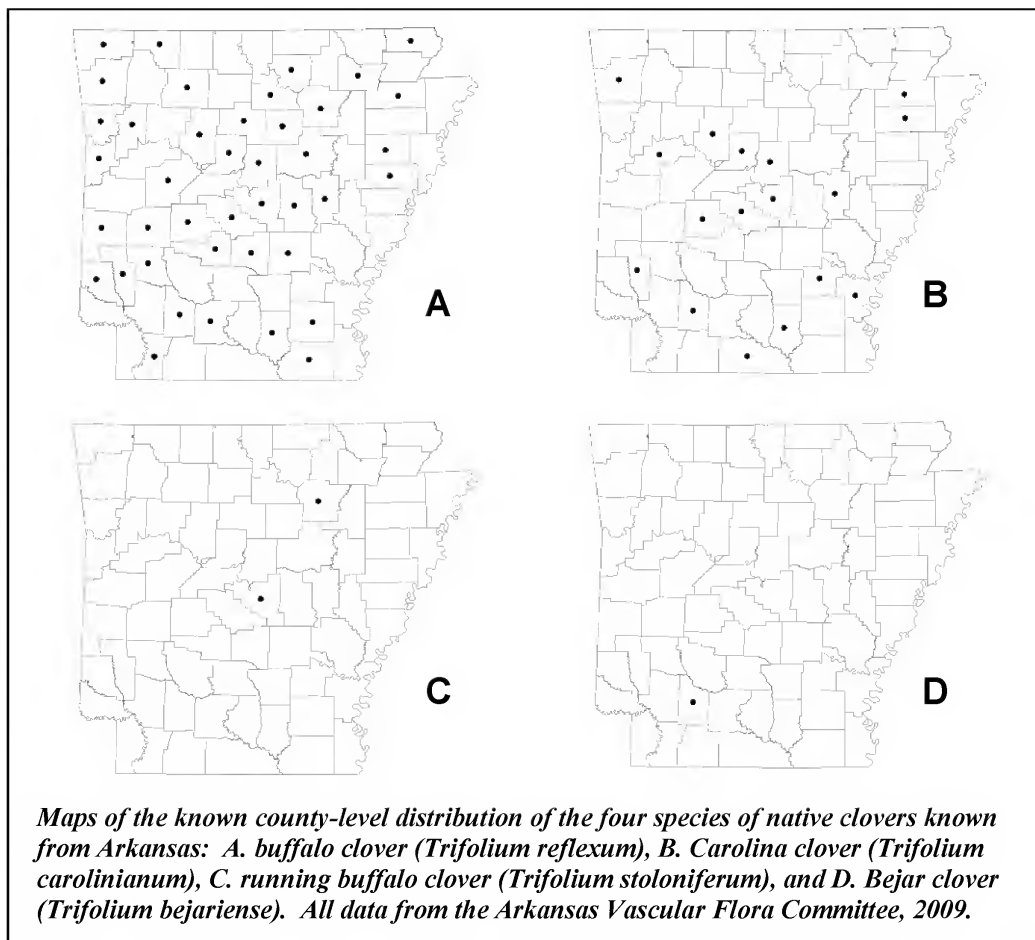 A
B
C
D
Maps of the known county-level distribution of the four species of native clovers known
from Arkansas: A. buffalo clover (Trifolium reflexum), B. Carolina clover (Trifolium
carolinianum), C. running buffalo clover (Trifolium stoloniferum), and D. Bejar clover
(Trifolium bejariense). All data from the Arkansas Vascular Flora Committee, 2009.